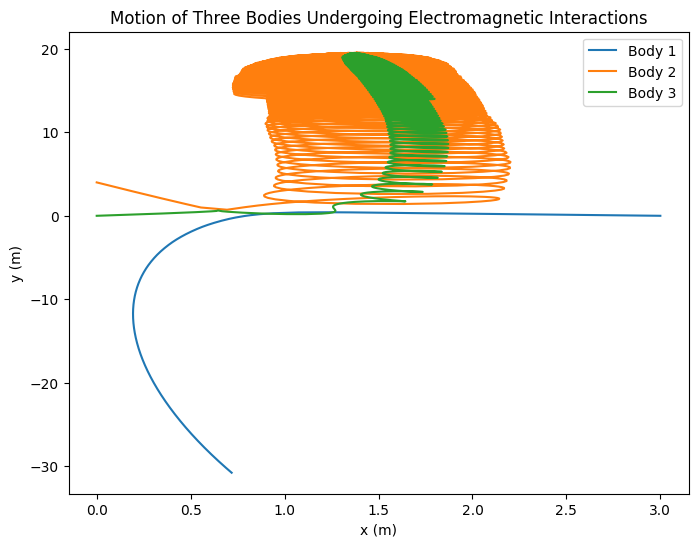 Motion of Three Bodies Undergoing Electromagnetic Interactions
Body 1
Body 2
Body 3
20
10
0
−10
−20
−30
y (m)
0.0 0.5 1.0 1.5 2.0 2.5 3.0
x (m)